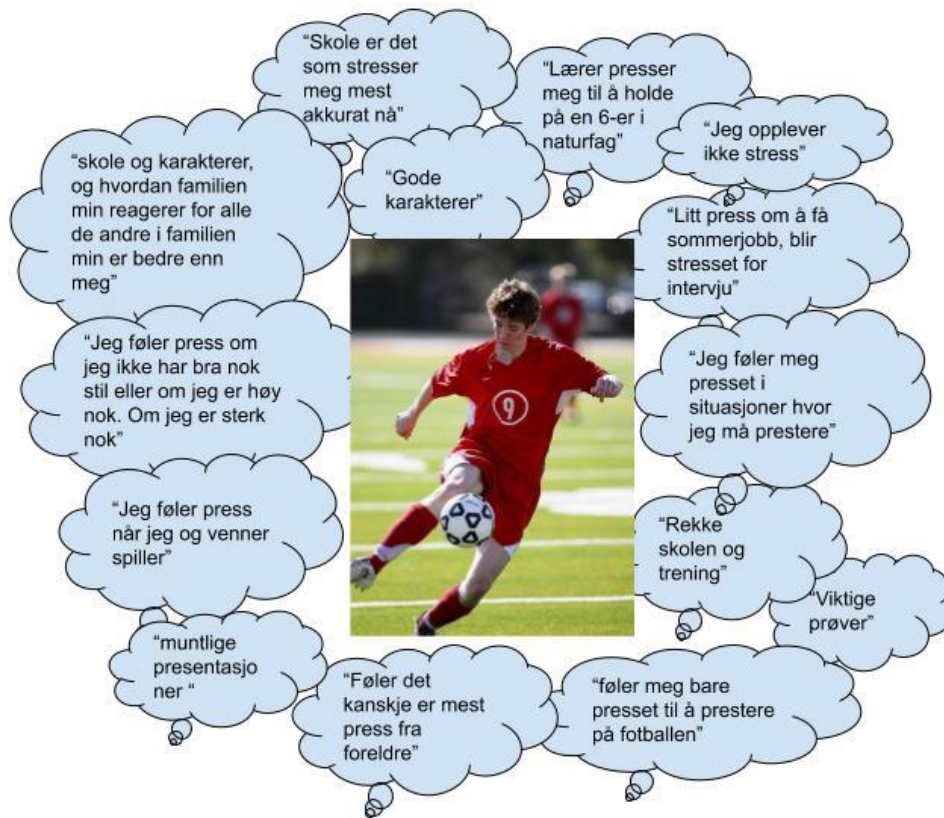 “Skole er det
som stresser
meg mest
akkurat nå”
“Lærer presser
meg til å holde
på en 6-er i
naturfag”
“Jeg opplever
ikke stress”
“skole og karakterer,
og hvordan familien
min reagerer for alle
de andre i familien
min er bedre enn
meg”
“Gode
karakterer”
“Litt press om å få
sommerjobb, blir
stresset for
intervju”
“Jeg føler press om
jeg ikke har bra nok
stil eller om jeg er høy
nok. Om jeg er sterk
nok”
9
“Jeg føler meg
presset i
situasjoner hvor
jeg må prestere”
“Jeg føler press
når jeg og venner
spiller”
“Rekke
skolen og
trening”
“Viktige
prøver”
“muntlige
presentasjo
ner “
“Føler det
kanskje er mest
press fra
foreldre”
“føler meg bare
presset til å prestere
på fotballen”